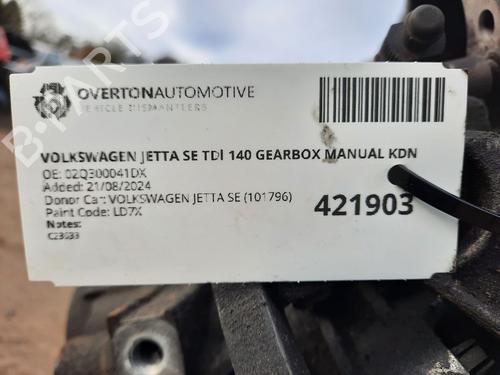 OVERTONAUTOMOTIVE
VEHICLE DISMANTLERS
VOLKSWAGEN JETTA SE TDI 140 GEARBOX MANUAL KDN
OE: 02Q300041DX
Added: 21/08/2024
Donor Car: VOLKSWAGEN JETTA SE (101796)
Paint Code: LD7X
Notes:
421903
B-PARTS